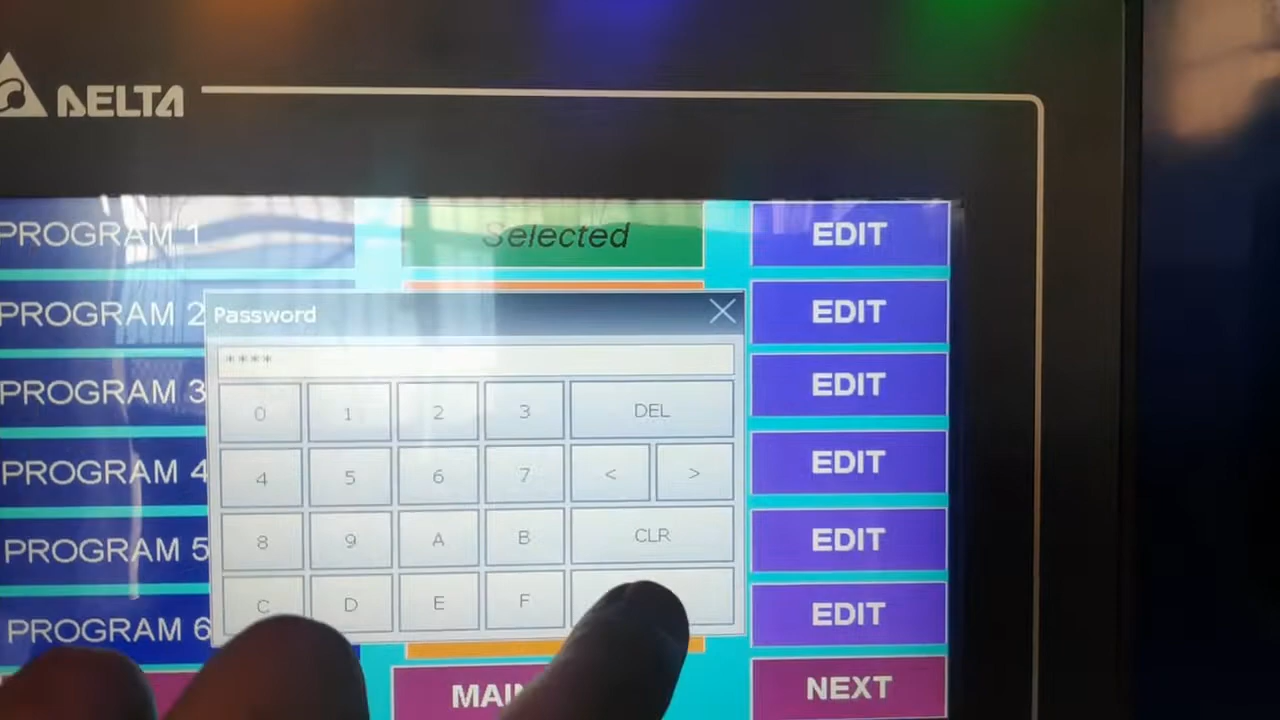 DELTA
PROGRAM 1 Selected EDIT
PROGRAM 2 EDIT
Password
****
PROGRAM 3 EDIT
0 1 2 3 DEL
PROGRAM 4 EDIT
4 5 6 7 < >
PROGRAM 5 EDIT
8 9 A B CLR
PROGRAM 6 EDIT
C D E F
NEXT